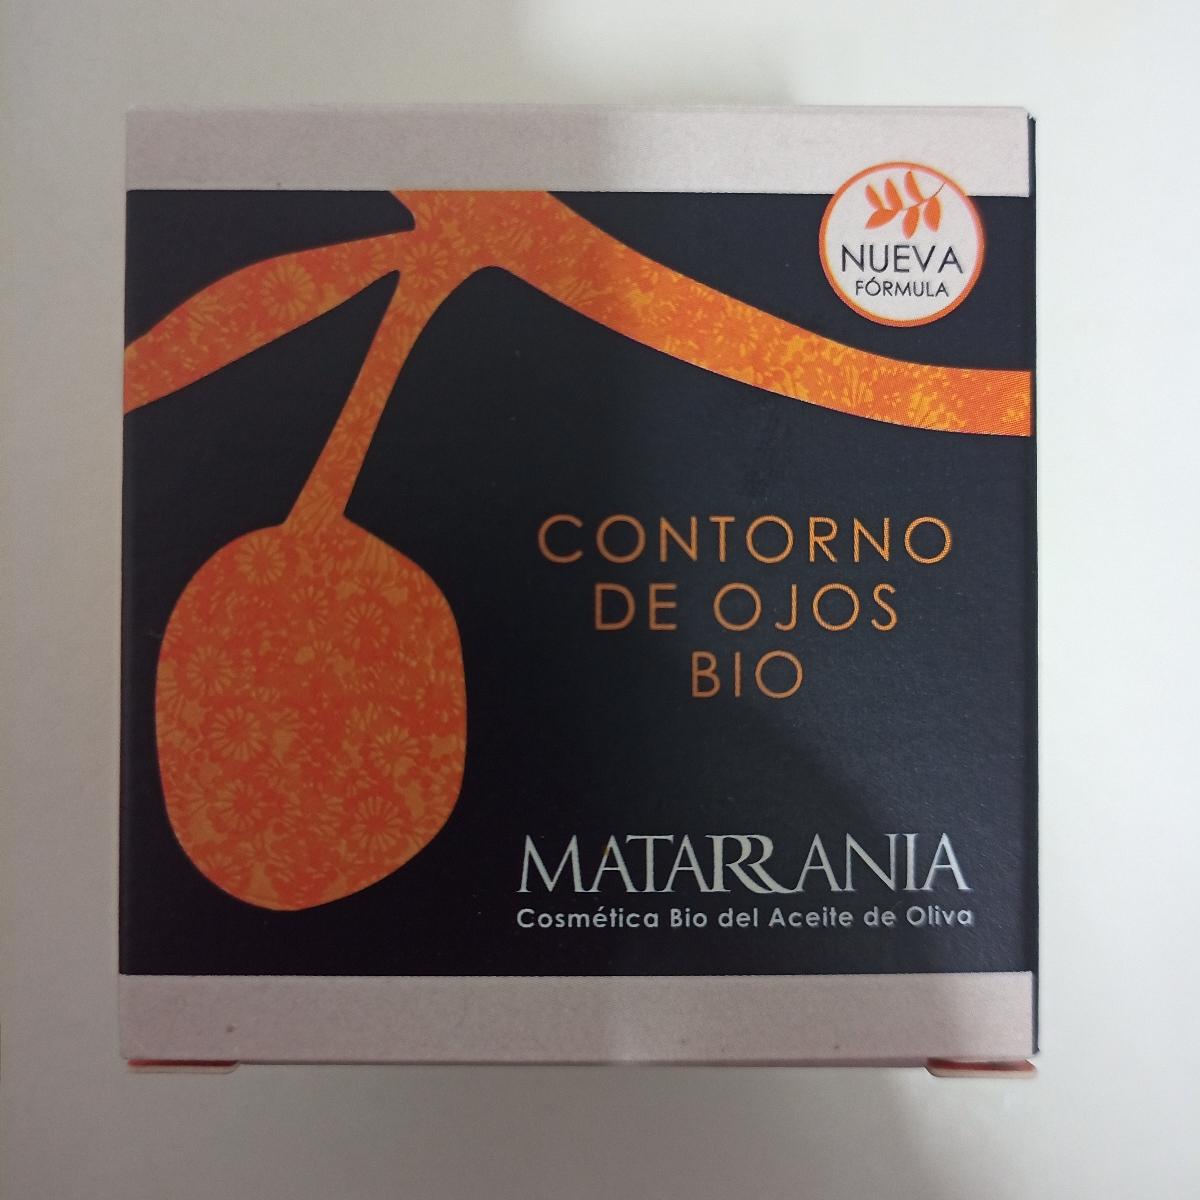 NUEVA
FÓRMULA
CONTORNO
DE OJOS
BIO
MATARRANIA
Cosmética Bio del Aceite de Oliva